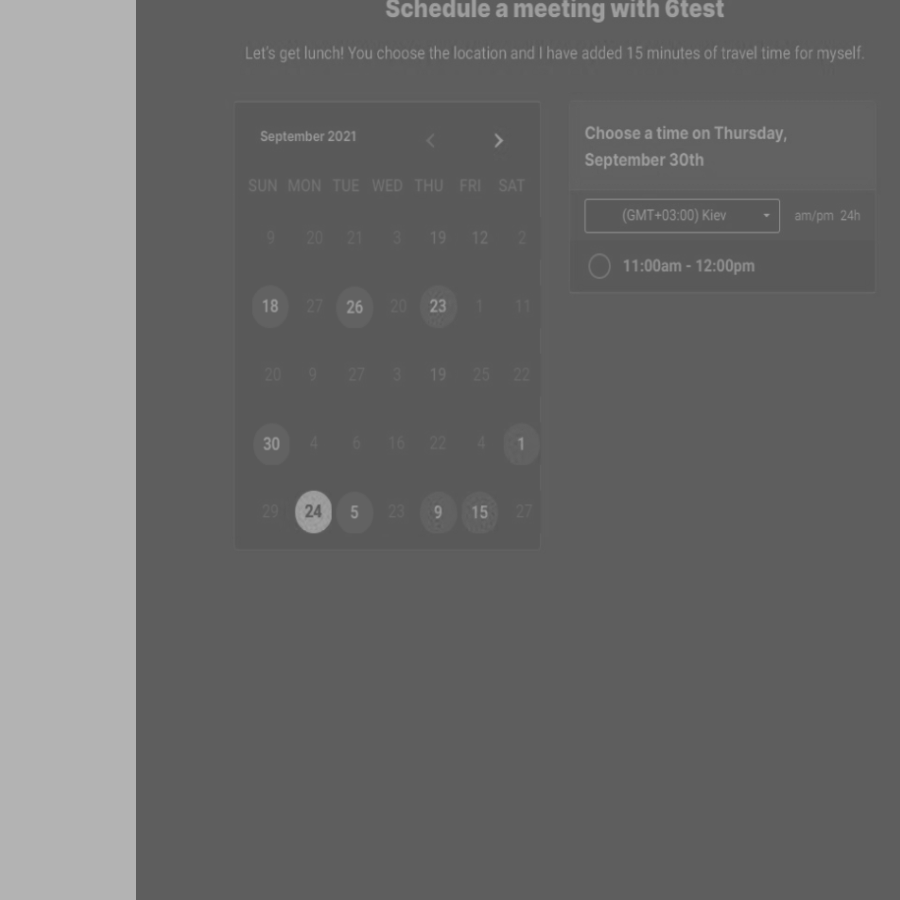 Schedule a meeting with 6test
Let's get lunch! You choose the location and I have added 15 minutes of travel time for myself.
September 2021
SUN MON TUE WED THU FRI SAT
9 20 21 3 19 12 2
18 27 26 20 23 1 11
20 9 27 3 19 25 22
30 4 6 16 22 4 1
29 24 5 23 9 15 27
Choose a time on Thursday,
September 30th
(GMT+03:00) Kiev am/pm 24h
11:00am - 12:00pm